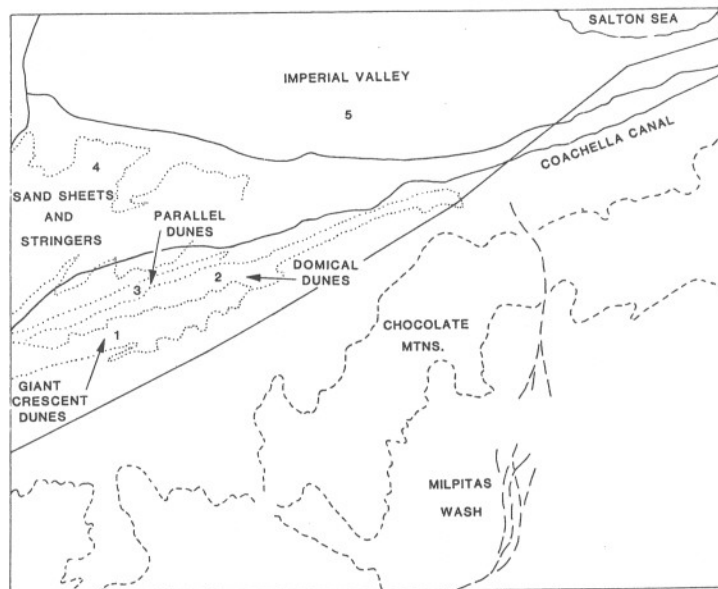 SALTON SEA
IMPERIAL VALLEY
5
COACHELLA CANAL
4
SAND SHEETS
AND
STRINGERS
PARALLEL
DUNES
2
DOMICAL
DUNES
3
1
CHOCOLATE
MTNS.
GIANT
CRESCENT
DUNES
MILPITAS
WASH